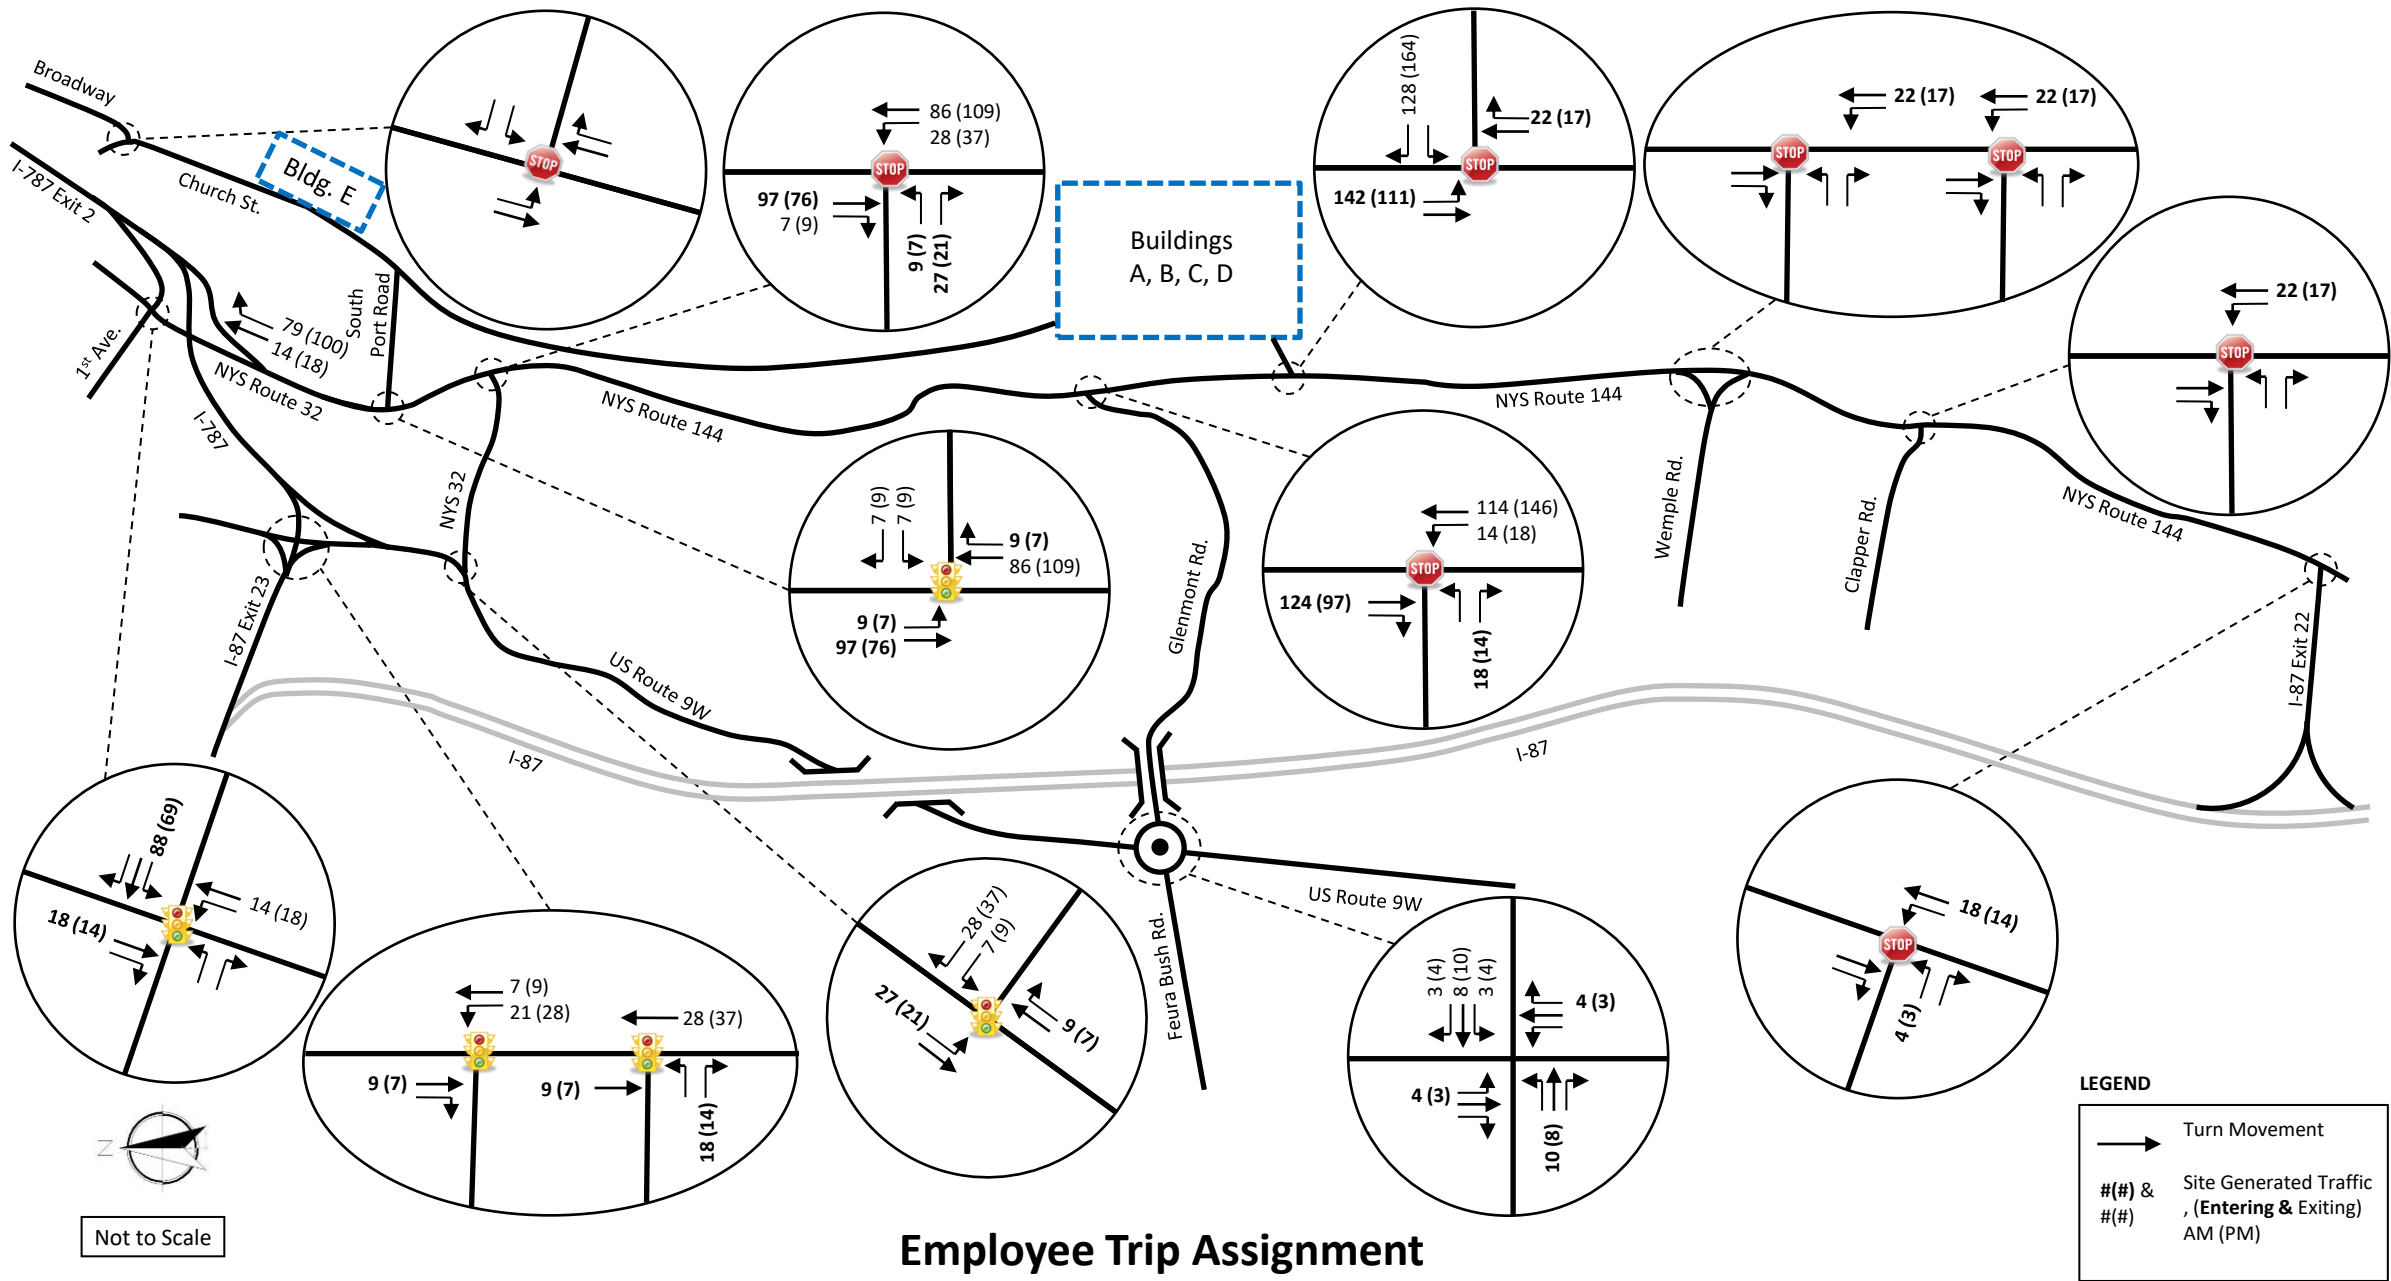 Broadway
I-787 Exit 2
Church St.
Bldg. E
1st Ave.
79 (100)
14 (18)
NYS Route 32
South
Port Road
I-787
NYS 32
NYS Route 144
I-87 Exit 23
US Route 9W
I-87
STOP
86 (109)
28 (37)
STOP
97 (76)
7 (9)
9 (7)
27 (21)
Buildings
A, B, C, D
128 (164)
22 (17)
STOP
142 (111)
22 (17)
22 (17)
STOP
STOP
22 (17)
STOP
NYS Route 144
Wemple Rd.
Clapper Rd.
NYS Route 144
I-87 Exit 22
Glenmont Rd.
7 (9)
7 (9)
9 (7)
86 (109)
9 (7)
97 (76)
114 (146)
14 (18)
STOP
124 (97)
18 (14)
I-87
US Route 9W
Feura Bush Rd.
88 (69)
14 (18)
18 (14)
7 (9)
21 (28)
28 (37)
9 (7)
9 (7)
18 (14)
28 (37)
7 (9)
27 (21)
9 (7)
3 (4)
8 (10)
3 (4)
4 (3)
4 (3)
10 (8)
18 (14)
STOP
4 (3)
Z
Not to Scale
Employee Trip Assignment
LEGEND
Turn Movement
#(#) &
#(#)
Site Generated Traffic
, (Entering & Exiting)
AM (PM)